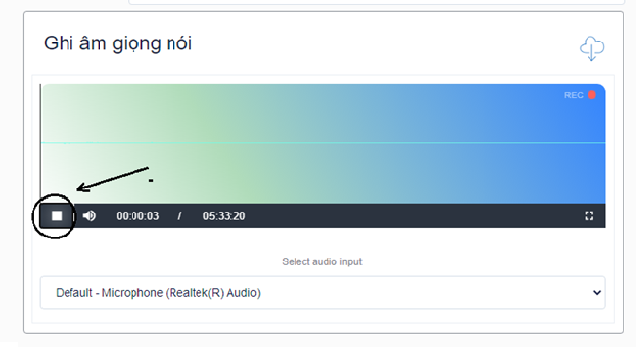 Ghi âm giọng nói
REC
00:00:03 / 05:33:20
Select audio input
Default - Microphone (Realtek(R) Audio)